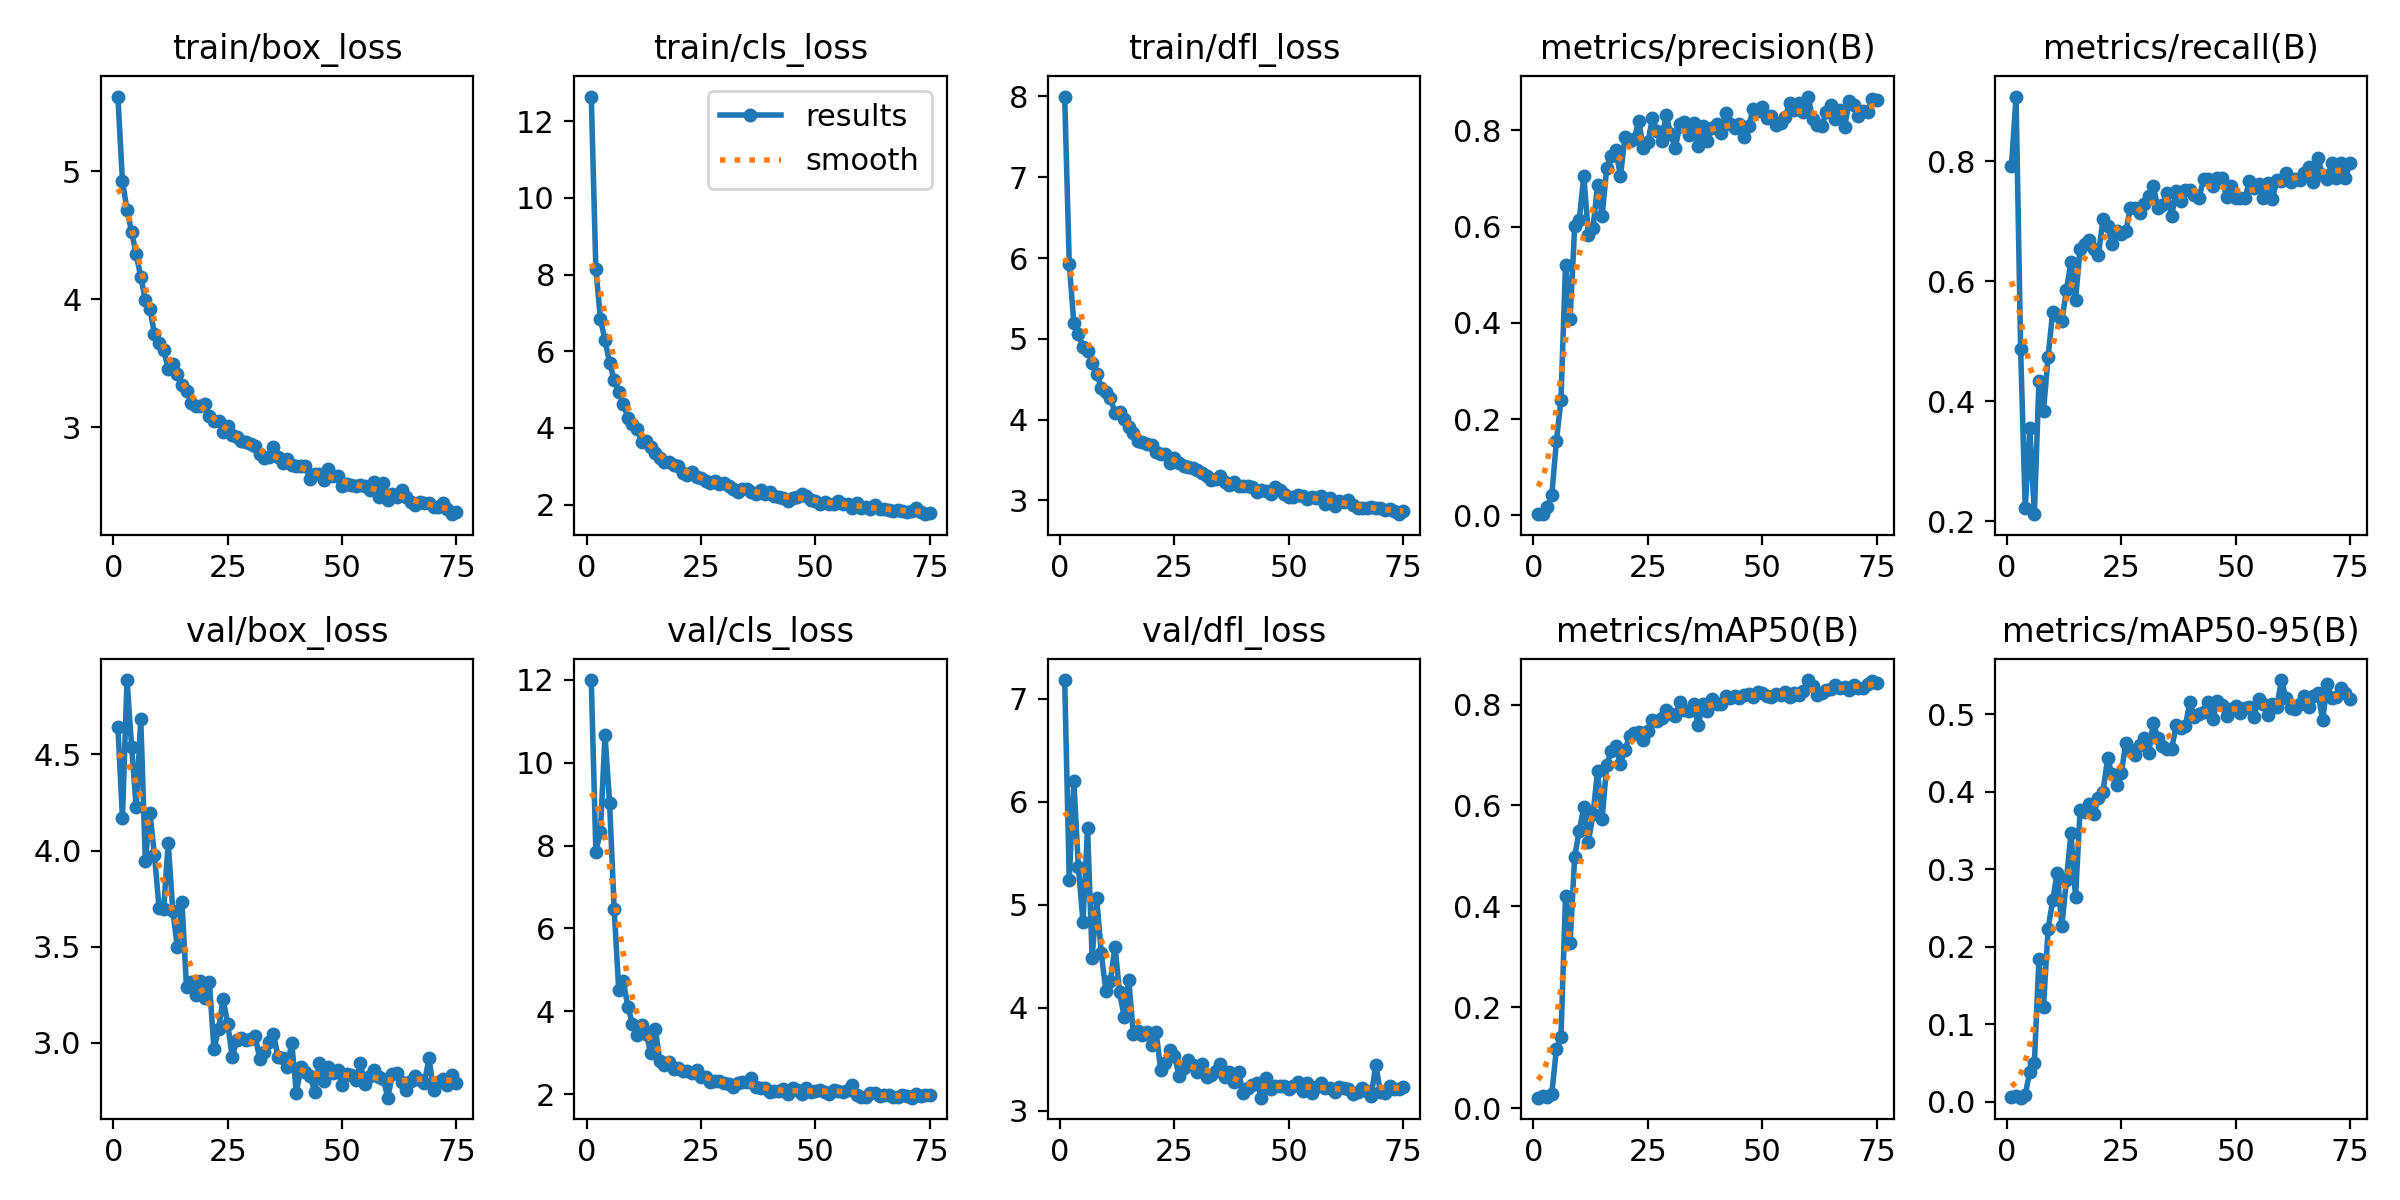 train/box_loss
train/cls_loss
train/dfl_loss
metrics/precision(B)
metrics/recall(B)
5
4
3
0 25 50 75
results
smooth
12
10
8
6
4
2
0 25 50 75
8
7
6
5
4
3
0 25 50 75
0.8
0.6
0.4
0.2
0.0
0 25 50 75
0.8
0.6
0.4
0.2
0 25 50 75
val/box_loss
val/cls_loss
val/dfl_loss
metrics/mAP50(B)
metrics/mAP50-95(B)
4.5
4.0
3.5
3.0
0 25 50 75
12
10
8
6
4
2
0 25 50 75
7
6
5
4
3
0 25 50 75
0.8
0.6
0.4
0.2
0.0
0 25 50 75
0.5
0.4
0.3
0.2
0.1
0.0
0 25 50 75